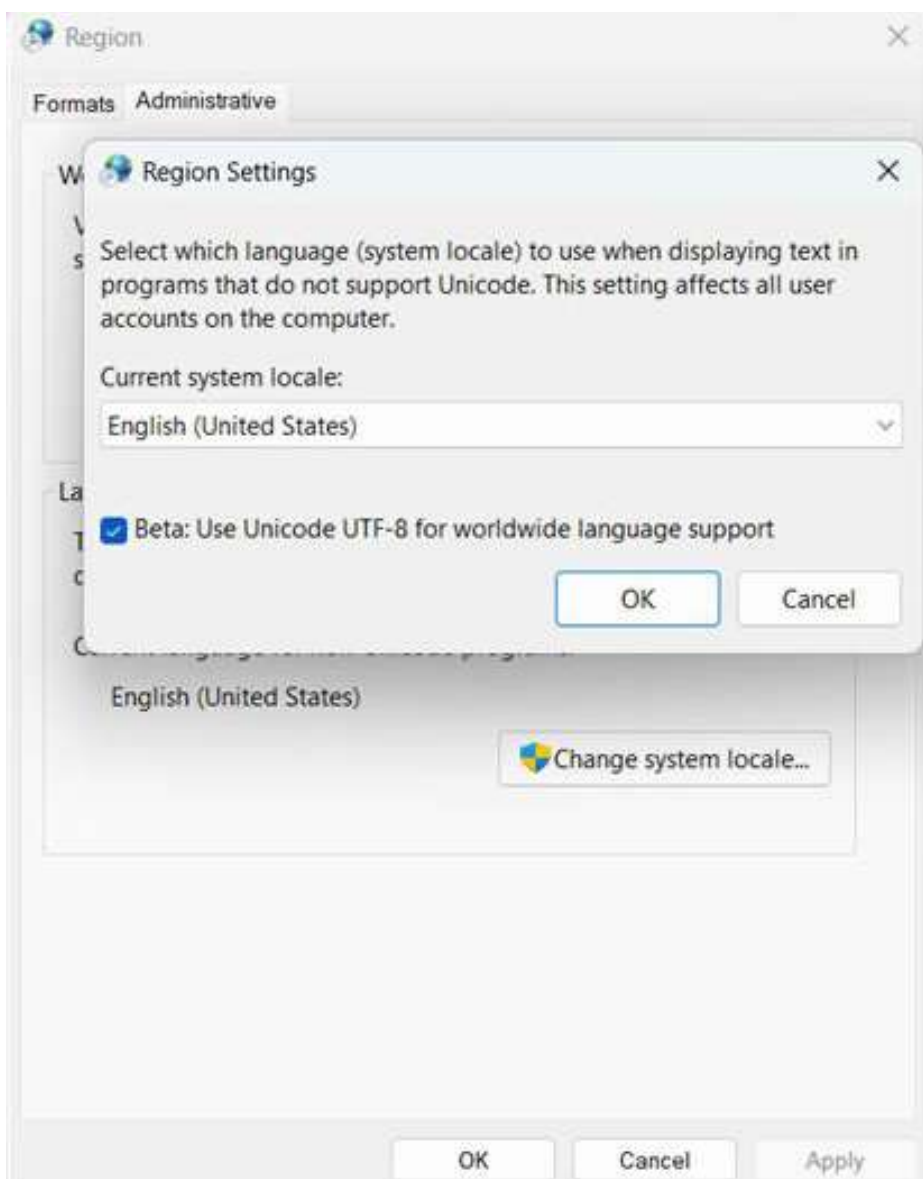 Region
Formats Administrative
Region Settings
Select which language (system locale) to use when displaying text in
programs that do not support Unicode. This setting affects all user
accounts on the computer.
Current system locale:
English (United States)
Beta: Use Unicode UTF-8 for worldwide language support
OK Cancel
English (United States)
Change system locale...
OK Cancel Apply